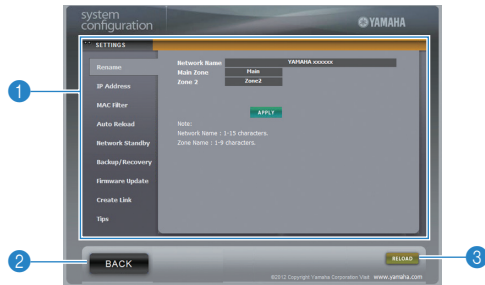 system
configuration
YAMAHA
SETTINGS
Rename
IP Address
MAC Filter
Auto Reload
Network Standby
Backup/Recovery
Firmware Update
Create Link
Tips
Network Name YAMAHA xxxxxx
Main Zone Main
Zone 2 Zone2
APPLY
Note:
Network Name : 1-15 characters.
Zone Name : 1-9 characters.
1
2
BACK
RELOAD
3
©2012 Copyright Yamaha Corporation Visit www.yamaha.com